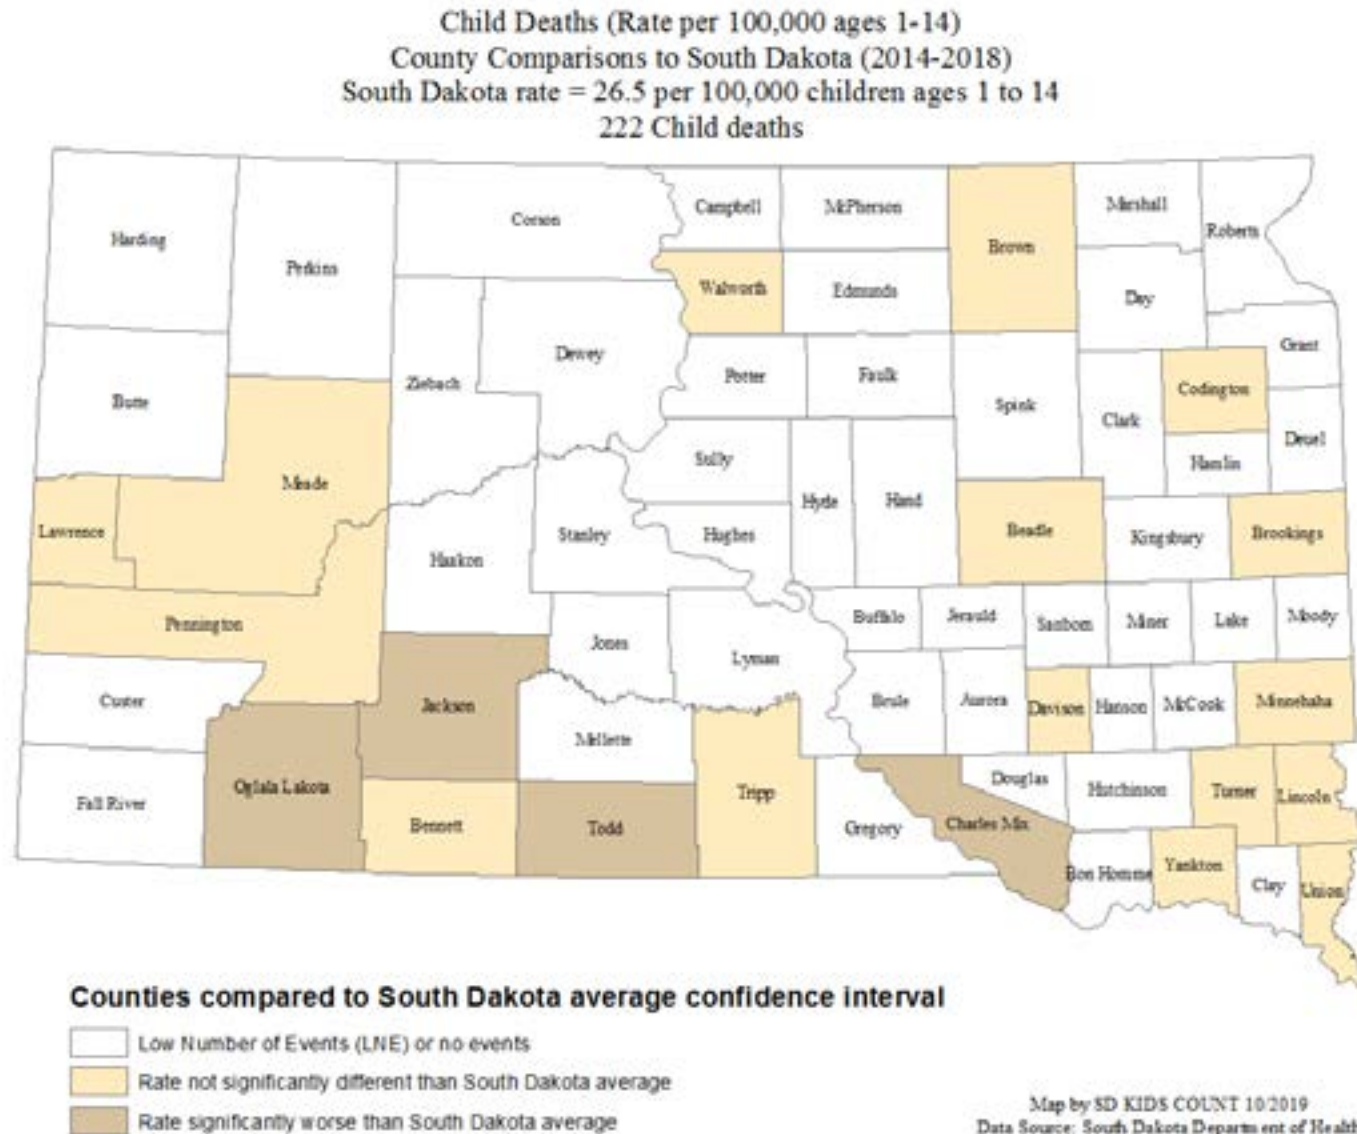 Child Deaths (Rate per 100,000 ages 1-14)
County Comparisons to South Dakota (2014-2018)
South Dakota rate = 26.5 per 100,000 children ages 1 to 14
222 Child deaths
Harding
Perkins
Corson
Campbell
McPherson
Brown
Marshall
Roberts
Walworth
Edmunds
Day
Grant
Butte
Ziebach
Dewey
Potter
Faulk
Spink
Clark
Codington
Deuel
Hamlin
Meade
Sully
Hyde
Hand
Lawrence
Haakon
Stanley
Hughes
Beadle
Kingsbury
Brookings
Pennington
Jones
Lyman
Buffalo
Jerauld
Sanborn
Miner
Lake
Moody
Custer
Jackson
Mellette
Brule
Aurora
Davison
Hanson
McCook
Minnehaha
Fall River
Oglala Lakota
Bennett
Todd
Tripp
Gregory
Charles Mix
Douglas
Hutchinson
Turner
Lincoln
Bon Homme
Yankton
Clay
Union
Counties compared to South Dakota average confidence interval
Low Number of Events (LNE) or no events
Rate not significantly different than South Dakota average
Rate significantly worse than South Dakota average
Map by SD KIDS COUNT 10/2019
Data Source: South Dakota Department of Health